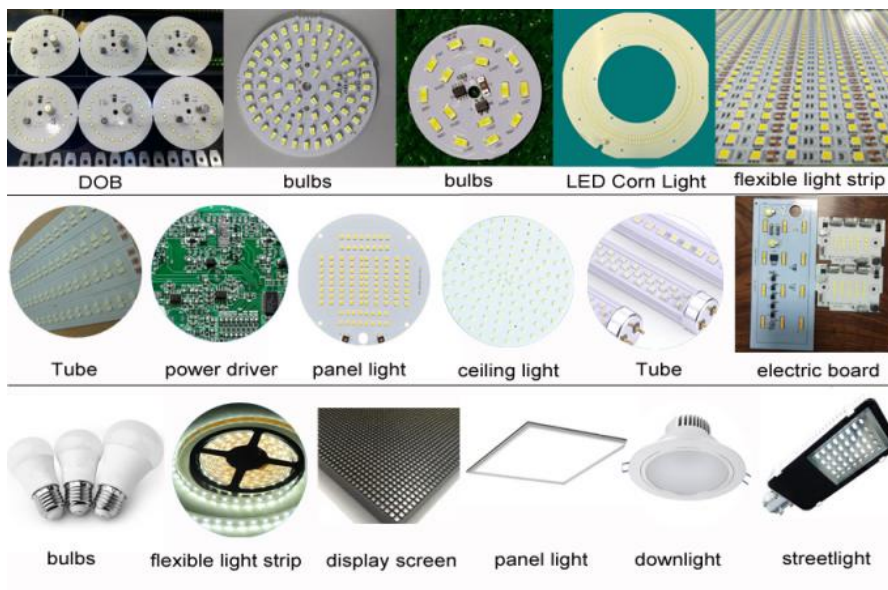 DOB bulbs bulbs LED Corn Light flexible light strip
Tube power driver panel light ceiling light Tube electric board
bulbs flexible light strip display screen panel light downlight streetlight